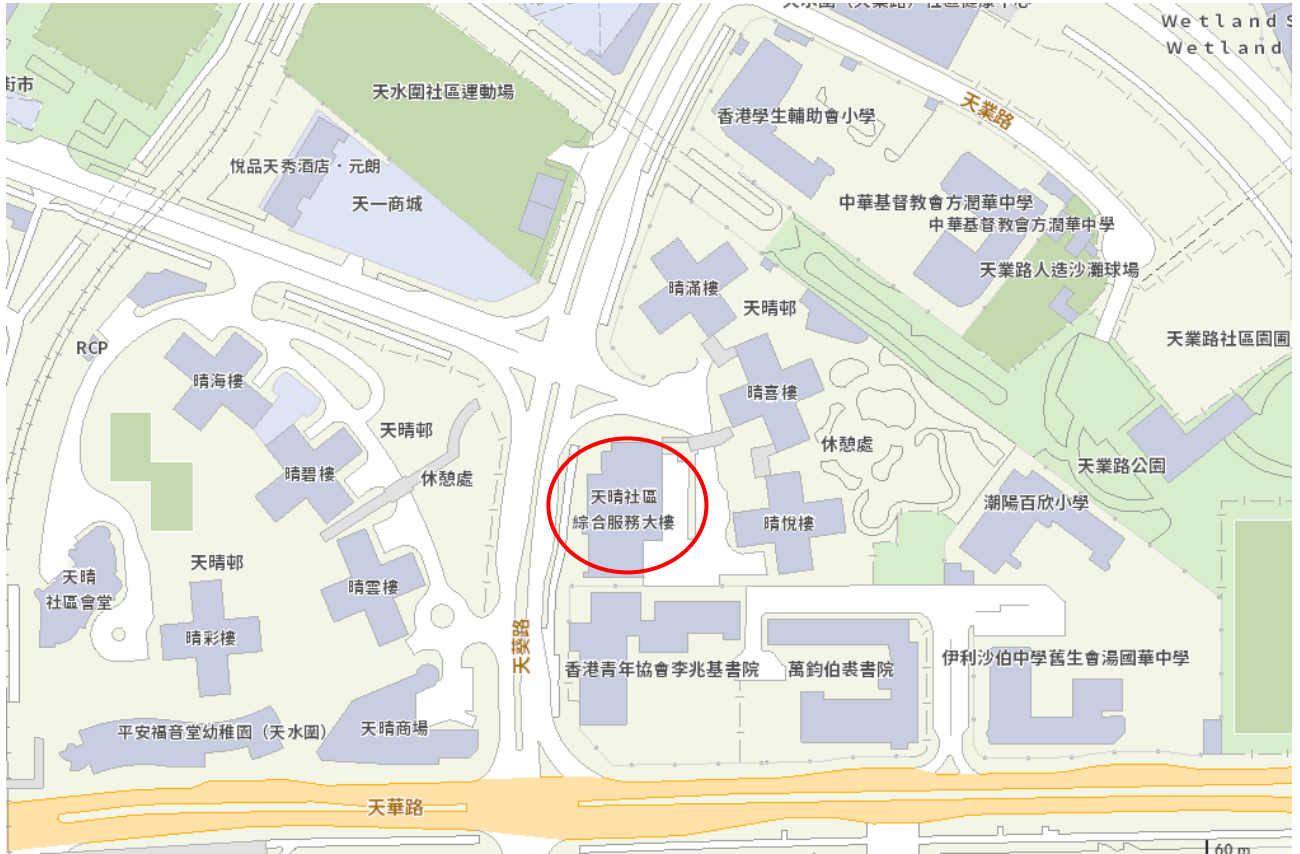 Wetland S
Wetland
街市
天水圍社區運動場
天業路
香港學生輔助會小學
悅品天秀酒店・元朗
天一商城
中華基督教會方潤華中學
中華基督教會方潤華中學
天業路人造沙灘球場
晴滿樓
天晴邨
天業路社區園圃
RCP
晴海樓
晴喜樓
天晴邨
休憩處
晴碧樓
休憩處
天業路公園
天晴社區
綜合服務大樓
潮陽百欣小學
晴悅樓
天晴邨
天晴
社區會堂
晴雲樓
晴彩樓
天葵路
香港青年協會李兆基書院
萬鈞伯裘書院
伊利沙伯中學舊生會湯國華中學
平安福音堂幼稚園（天水圍）
天晴商場
天華路
60 m